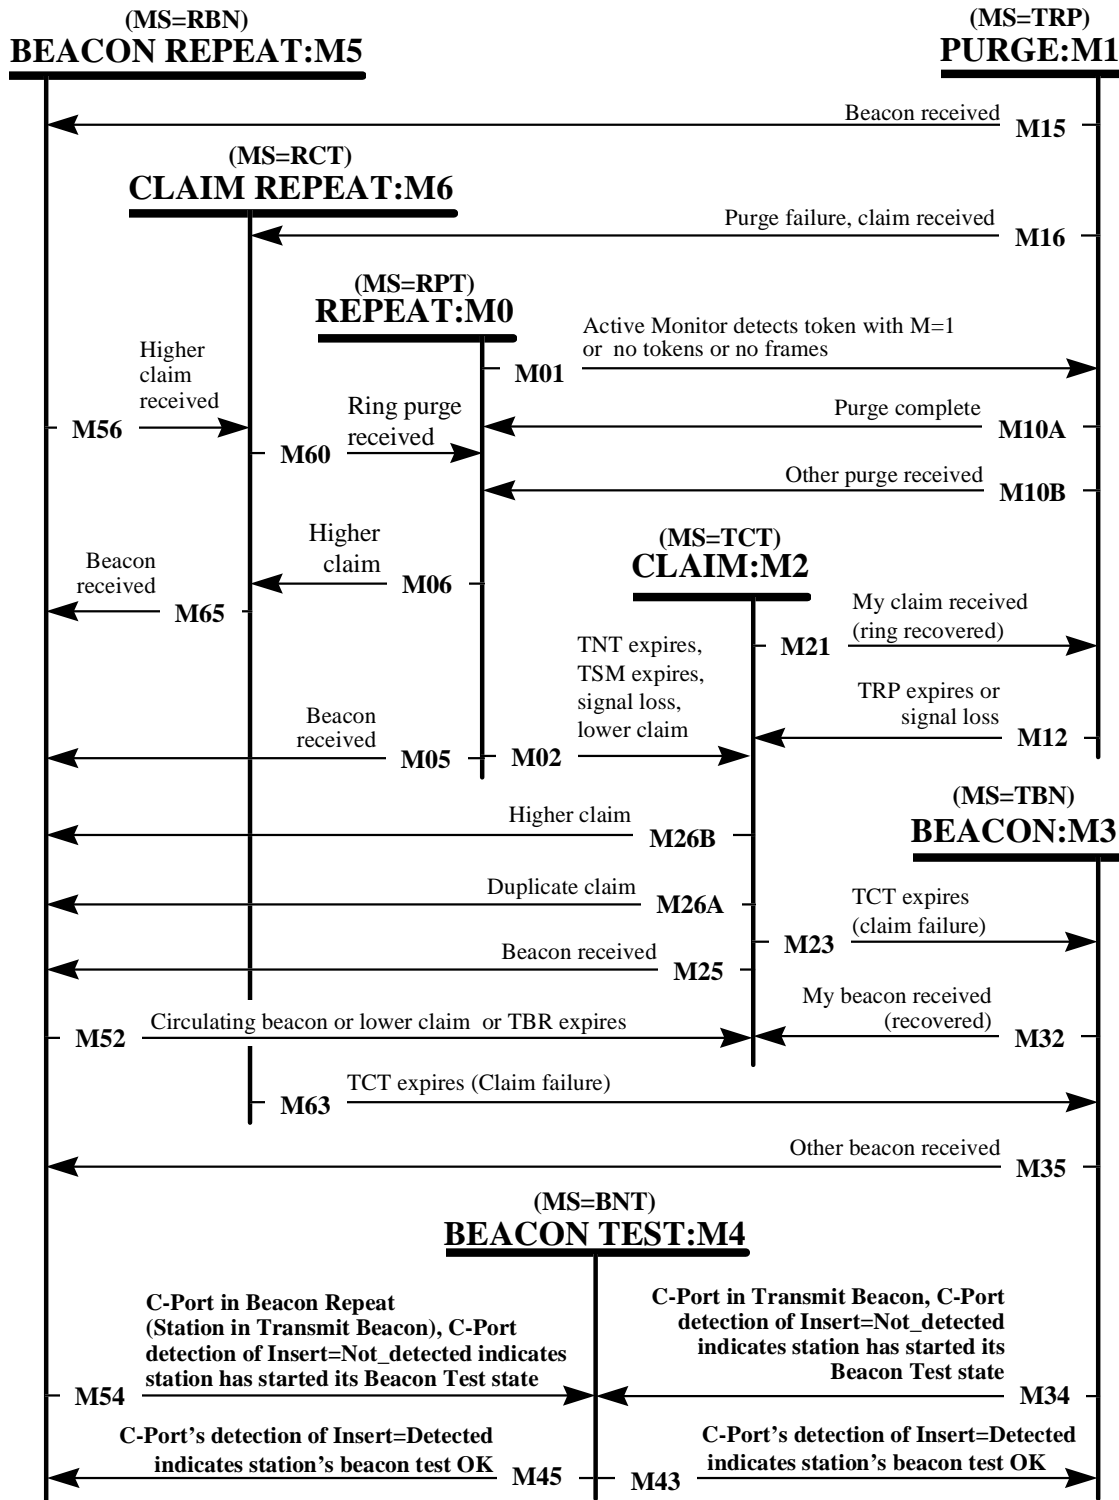 (MS=RBN)
BEACON REPEAT:M5
(MS=TRP)
PURGE:M1
Beacon received
M15
(MS=RCT)
CLAIM REPEAT:M6
Purge failure, claim received
M16
(MS=RPT)
REPEAT:M0
Active Monitor detects token with M=1
or no tokens or no frames
M01
Higher
claim
received
M56
Ring purge
received
M60
Purge complete
M10A
Other purge received
M10B
(MS=TCT)
CLAIM:M2
Higher
claim
M06
Beacon
received
M65
My claim received
(ring recovered)
M21
TNT expires,
TSM expires,
signal loss,
lower claim
M02
TRP expires or
signal loss
M12
Beacon
received
M05
(MS=TBN)
BEACON:M3
Higher claim
M26B
Duplicate claim
M26A
TCT expires
(claim failure)
M23
Beacon received
M25
My beacon received
(recovered)
M32
M52
Circulating beacon or lower claim or TBR expires
TCT expires (Claim failure)
M63
Other beacon received
M35
(MS=BNT)
BEACON TEST:M4
C-Port in Beacon Repeat
(Station in Transmit Beacon), C-Port
detection of Insert=Not_detected indicates
station has started its Beacon Test state
M54
C-Port in Transmit Beacon, C-Port
detection of Insert=Not_detected
indicates station has started its
Beacon Test state
M34
C-Port's detection of Insert=Detected
indicates station's beacon test OK
M45
C-Port's detection of Insert=Detected
indicates station's beacon test OK
M43